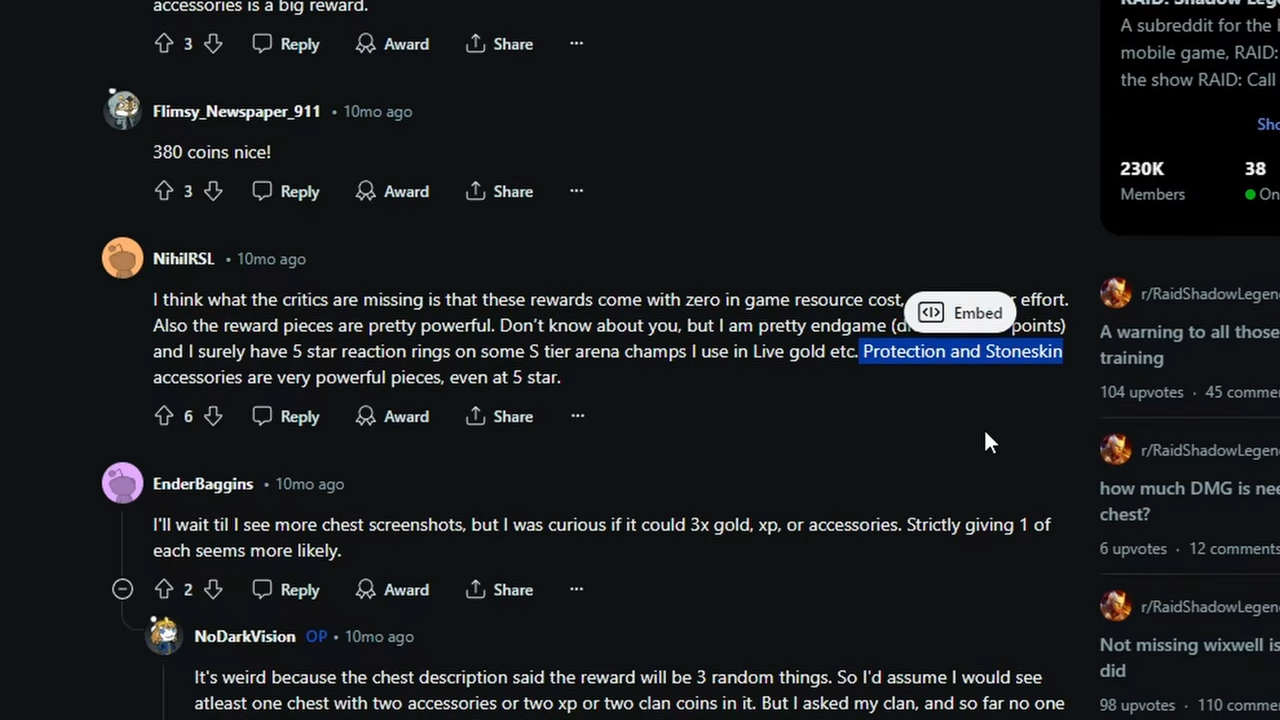 accessories is a big reward.
3 Reply Award Share
Flimsy_Newspaper_911 • 10mo ago
380 coins nice!
3 Reply Award Share
NihilRSL • 10mo ago
I think what the critics are missing is that these rewards come with zero in game resource cost, effort.
Also the reward pieces are pretty powerful. Don't know about you, but I am pretty endgame points)
and I surely have 5 star reaction rings on some S tier arena champs I use in Live gold etc. Protection and Stoneskin
accessories are very powerful pieces, even at 5 star.
Embed
6 Reply Award Share
EnderBaggins • 10mo ago
I'll wait til I see more chest screenshots, but I was curious if it could 3x gold, xp, or accessories. Strictly giving 1 of
each seems more likely.
2 Reply Award Share
NoDarkVision OP • 10mo ago
It's weird because the chest description said the reward will be 3 random things. So I'd assume I would see
atleast one chest with two accessories or two xp or two clan coins in it. But I asked my clan, and so far no one
RAID: Shadow Lege
A subreddit for the
mobile game, RAID:
the show RAID: Call
Sho
230K 38
Members On
r/RaidShadowLegen
A warning to all those
training
104 upvotes · 45 comme
r/RaidShadowLegen
how much DMG is nee
chest?
6 upvotes · 12 comments
r/RaidShadowLegen
Not missing wixwell is
did
98 upvotes · 110 comme